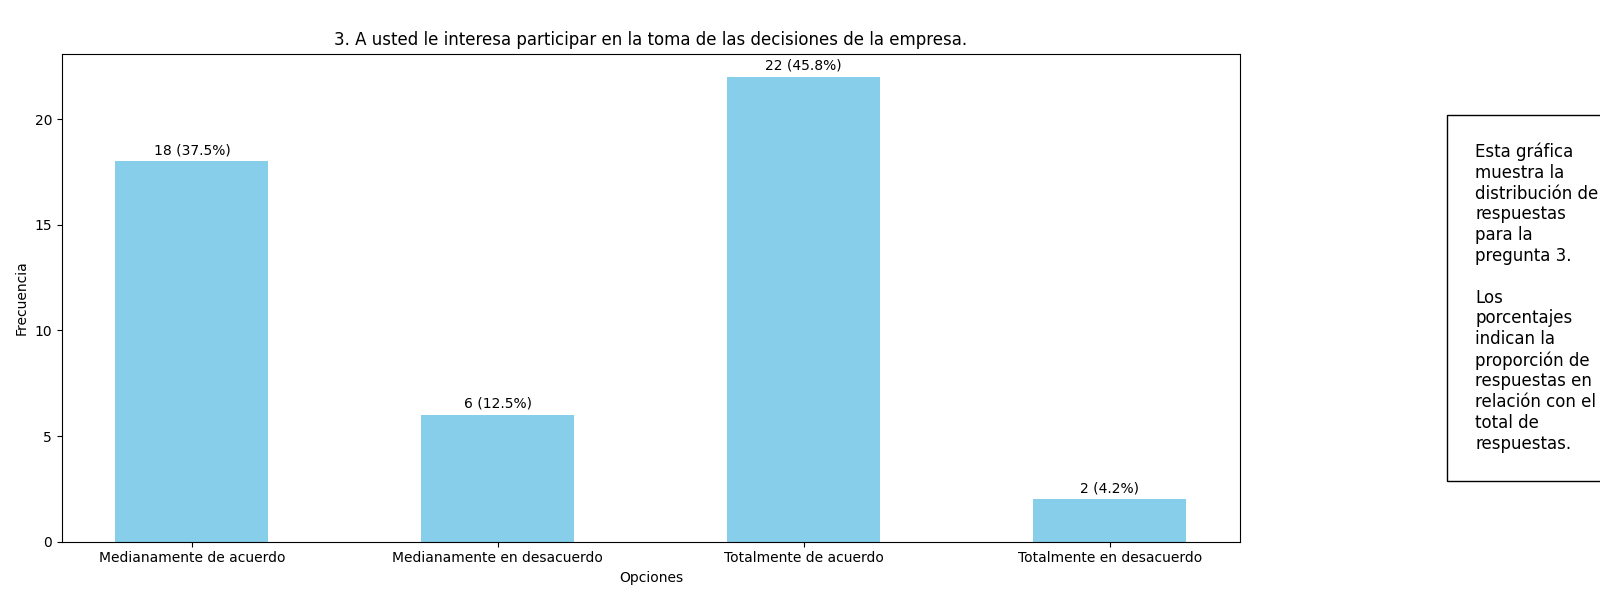 3. A usted le interesa participar en la toma de las decisiones de la empresa.
22 (45.8%)
18 (37.5%)
6 (12.5%)
2 (4.2%)
Frecuencia
20
15
10
5
0
Medianamente de acuerdo
Medianamente en desacuerdo
Totalmente de acuerdo
Totalmente en desacuerdo
Opciones
Esta gráfica
muestra la
distribución de
respuestas
para la
pregunta 3.
Los
porcentajes
indican la
proporción de
respuestas en
relación con el
total de
respuestas.